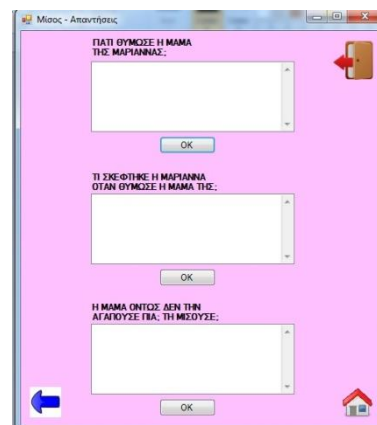 Μίσος - Απαντήσεις
ΓΙΑΤΙ ΘΥΜΩΣΕ Η ΜΑΜΑ
ΤΗΣ ΜΑΡΙΑΝΝΑΣ;
OK
ΤΙ ΣΚΕΦΤΗΚΕ Η ΜΑΡΙΑΝΝΑ
ΟΤΑΝ ΘΥΜΩΣΕ Η ΜΑΜΑ ΤΗΣ;
OK
Η ΜΑΜΑ ΟΝΤΩΣ ΔΕΝ ΤΗΝ
ΑΓΑΠΟΥΣΕ ΠΙΑ; ΤΗ ΜΙΣΟΥΣΕ;
OK